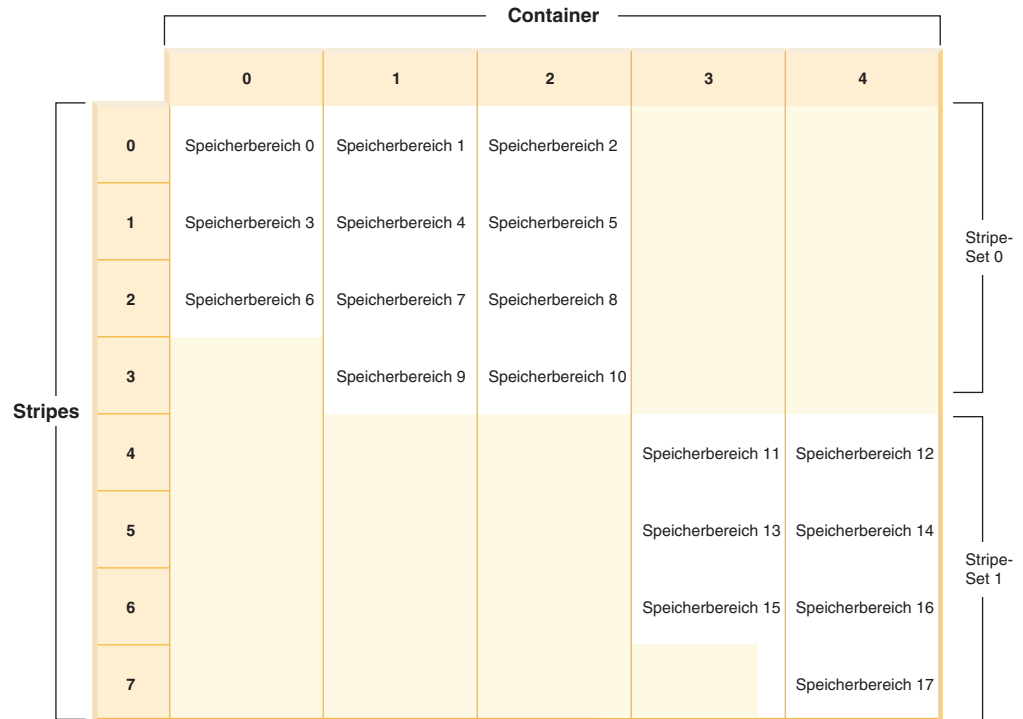 Container
0 1 2 3 4
0 Speicherbereich 0 Speicherbereich 1 Speicherbereich 2
1 Speicherbereich 3 Speicherbereich 4 Speicherbereich 5
Stripe-
Set 0
2 Speicherbereich 6 Speicherbereich 7 Speicherbereich 8
3 Speicherbereich 9 Speicherbereich 10
Stripes
4 Speicherbereich 11 Speicherbereich 12
5 Speicherbereich 13 Speicherbereich 14
Stripe-
Set 1
6 Speicherbereich 15 Speicherbereich 16
7 Speicherbereich 17